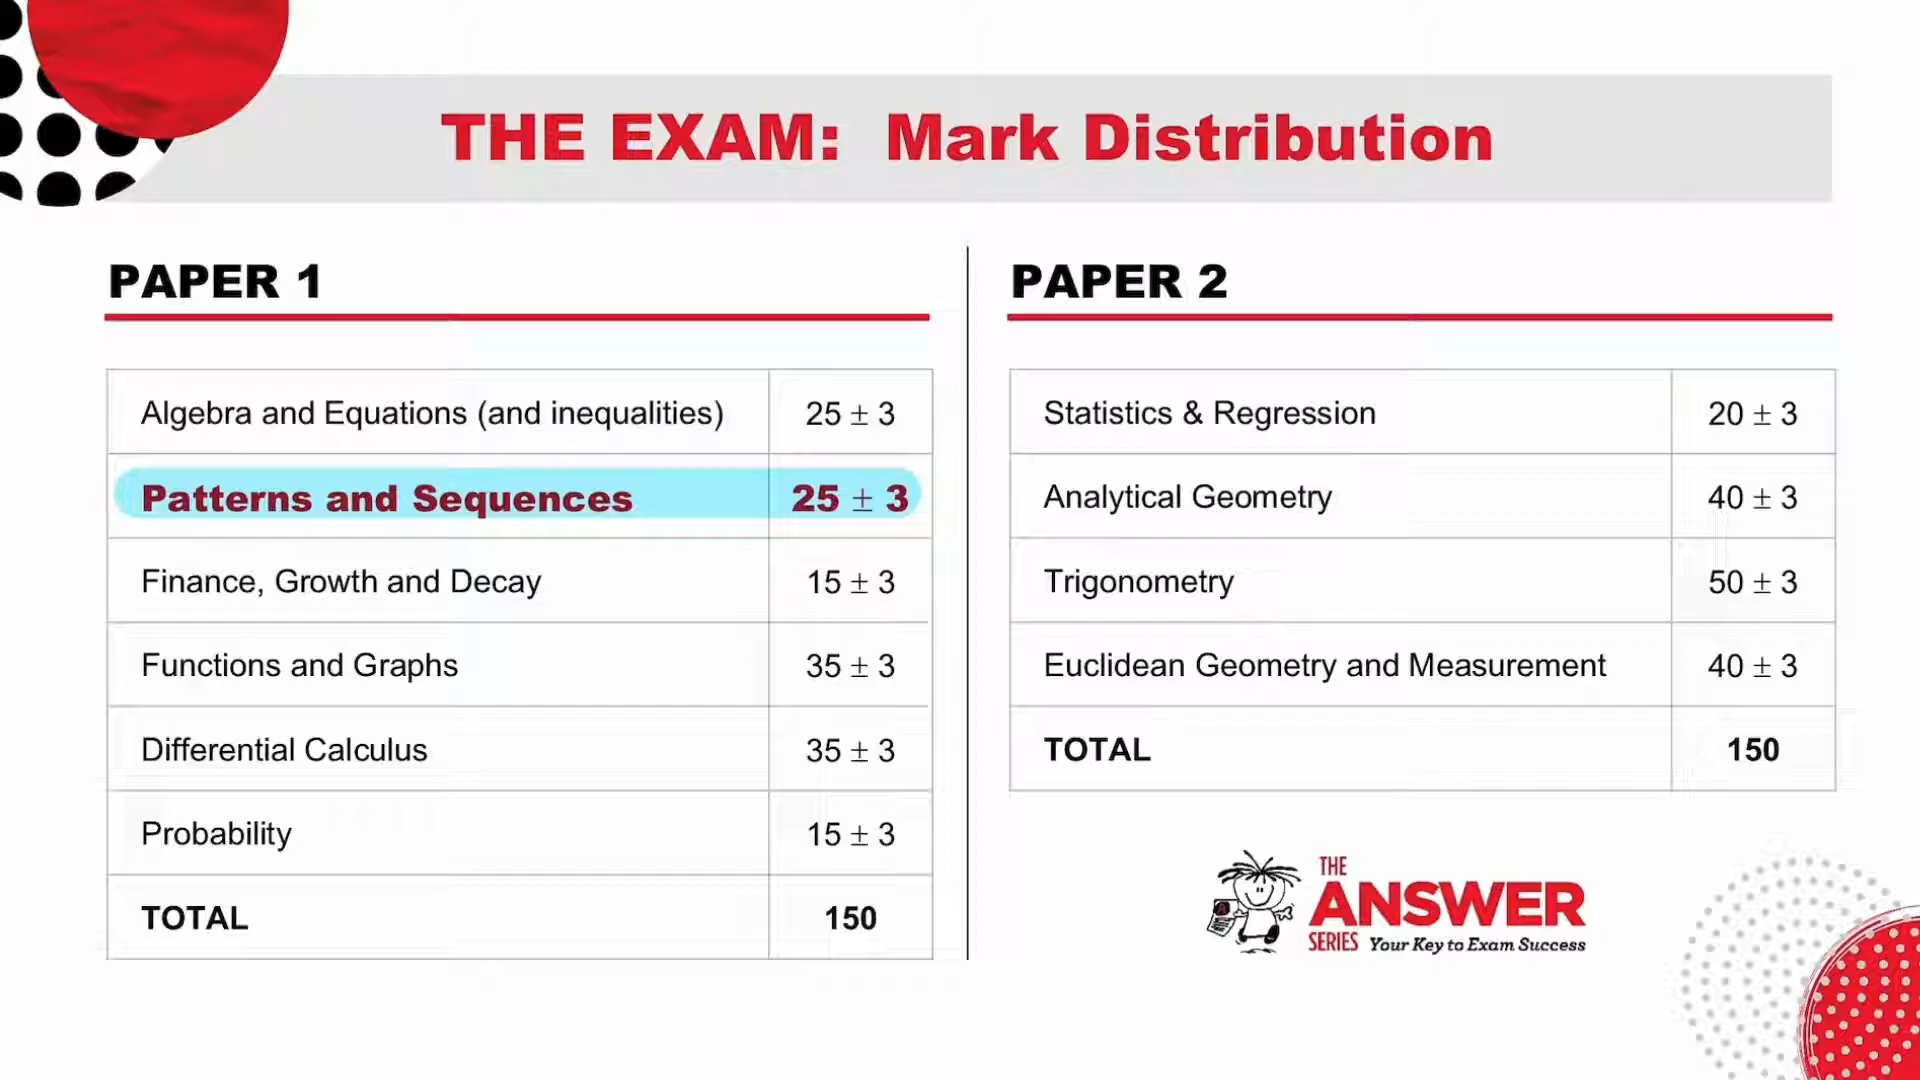 THE EXAM: Mark Distribution
PAPER 1
Algebra and Equations (and inequalities) 25 ± 3
Patterns and Sequences 25 ± 3
Finance, Growth and Decay 15 ± 3
Functions and Graphs 35 ± 3
Differential Calculus 35 ± 3
Probability 15 ± 3
TOTAL 150
PAPER 2
Statistics & Regression 20 ± 3
Analytical Geometry 40 ± 3
Trigonometry 50 ± 3
Euclidean Geometry and Measurement 40 ± 3
TOTAL 150
THE
ANSWER
SERIES Your Key to Exam Success